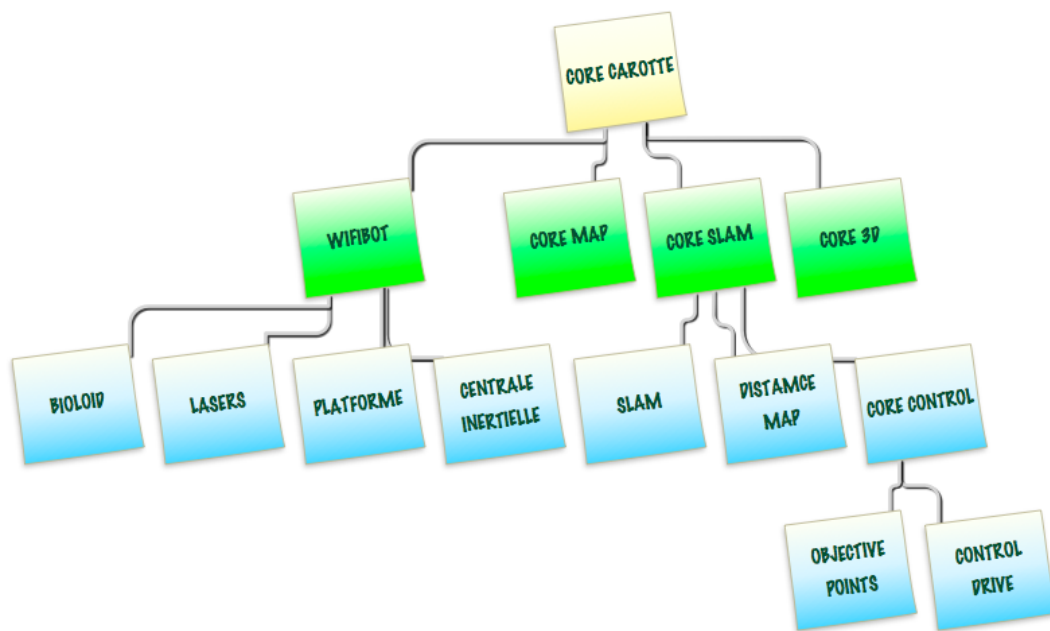 CORE CAROTTE
WIFIBOT
CORE MAP
CORE SLAM
CORE 3D
BIOLOID
LASERS
PLATFORME
CENTRALE
INERTIELLE
SLAM
DISTAMCE
MAP
CORE CONTROL
OBJECTIVE
POINTS
CONTROL
DRIVE